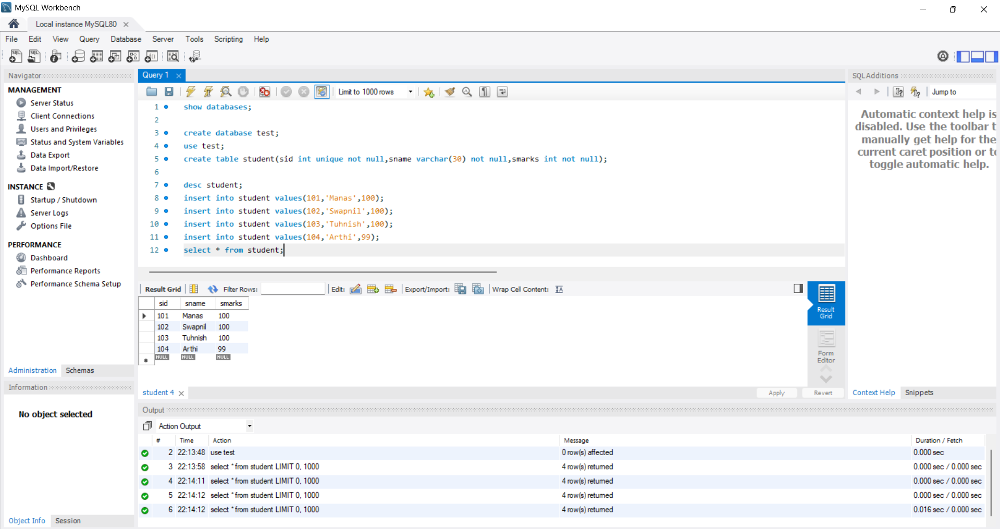 MySQL Workbench
Local instance MySQL80
File Edit View Query Database Server Tools Scripting Help
Navigator
MANAGEMENT
Server Status
Client Connections
Users and Privileges
Status and System Variables
Data Export
Data Import/Restore
INSTANCE
Startup / Shutdown
Server Logs
Options File
PERFORMANCE
Dashboard
Performance Reports
Performance Schema Setup
Administration Schemas
Information
No object selected
Object Info Session
Query 1
Limit to 1000 rows
1 show databases;
2
3 create database test;
4 use test;
5 create table student(sid int unique not null,sname varchar(30) not null,smarks int not null);
6
7 desc student;
8 insert into student values(101,'Manas',100);
9 insert into student values(102,'Swapnil',100);
10 insert into student values(103,'Tuhnish',100);
11 insert into student values(104,'Arthi',99);
12 select * from student;
Result Grid Filter Rows: Edit: Export/Import: Wrap Cell Content:
sid sname smarks
101 Manas 100
102 Swapnil 100
103 Tuhnish 100
104 Arthi 99
NULL NULL NULL
Result
Grid
Form
Editor
student 4
Apply Revert
SQLAdditions
Jump to
Automatic context help is
disabled. Use the toolbar t
manually get help for the
current caret position or to
toggle automatic help.
Context Help Snippets
Output
Action Output
# Time Action Message Duration / Fetch
2 22:13:48 use test 0 row(s) affected 0.000 sec
3 22:13:58 select * from student LIMIT 0, 1000 4 row(s) returned 0.000 sec / 0.000 sec
4 22:14:11 select * from student LIMIT 0, 1000 4 row(s) returned 0.000 sec / 0.000 sec
5 22:14:12 select * from student LIMIT 0, 1000 4 row(s) returned 0.000 sec / 0.000 sec
6 22:14:12 select * from student LIMIT 0, 1000 4 row(s) returned 0.016 sec / 0.000 sec